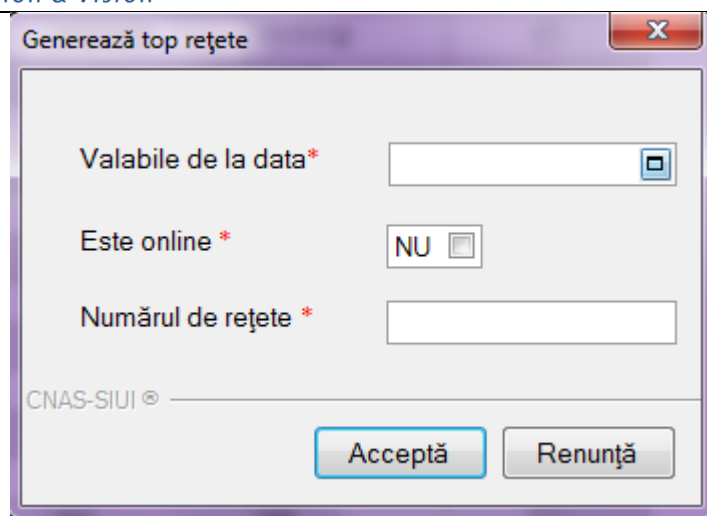 Generează top reţete
Valabile de la data*
Este online *
NU
Numărul de reţete *
CNAS-SIUI ®
Acceptă
Renunţă